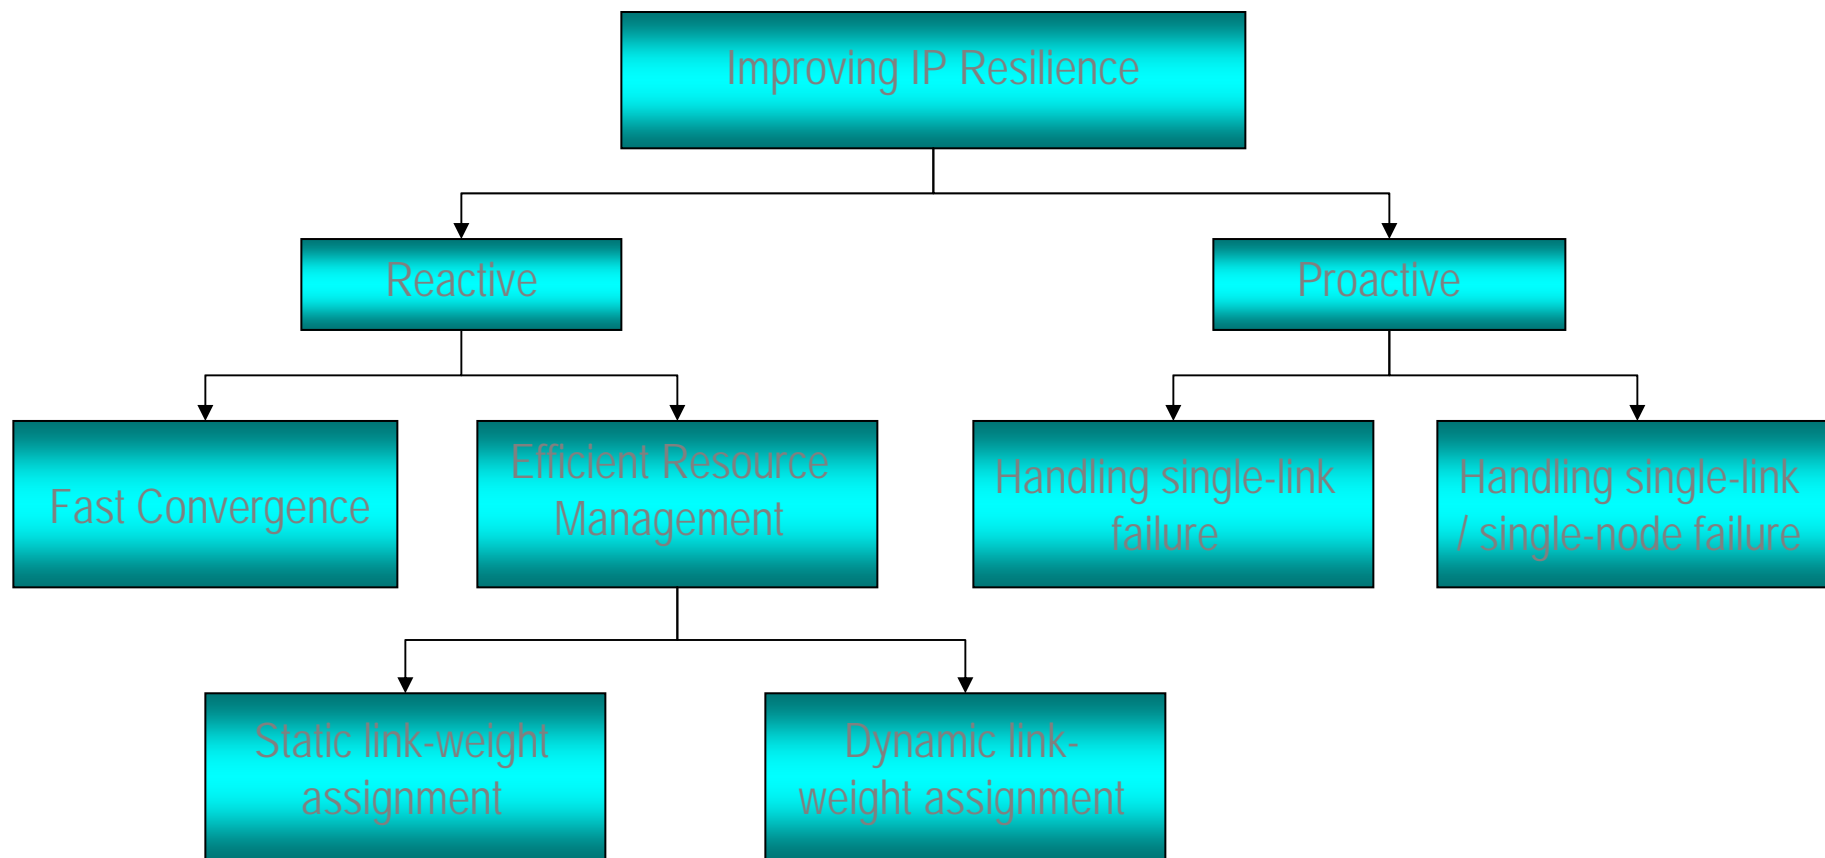 Improving IP Resilience
Reactive
Proactive
Fast Convergence
Efficient Resource
Management
Handling single-link
failure
Handling single-link
/ single-node failure
Static link-weight
assignment
Dynamic link-
weight assignment